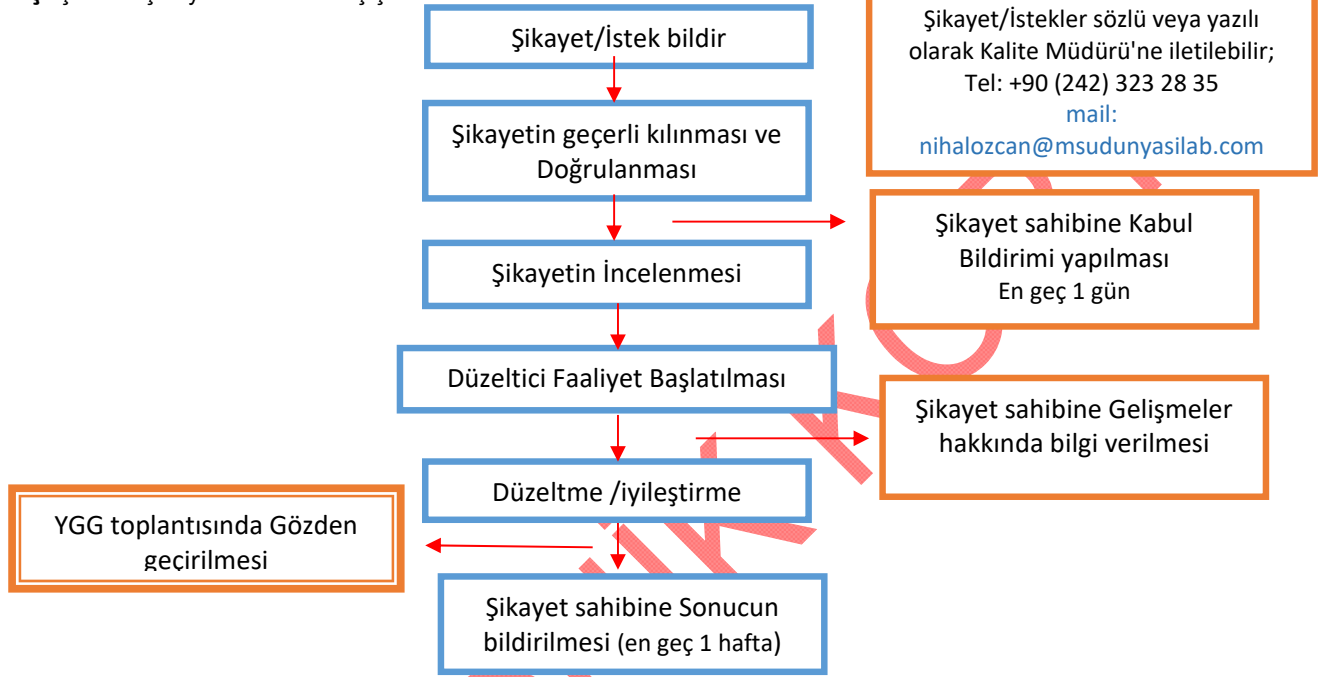 Şikayet/İstek bildir
Şikayet/İstekler sözlü veya yazılı
olarak Kalite Müdürü'ne iletilebilir;
Tel: +90 (242) 323 28 35
mail:
nihalozcan@msudunyasilab.com
Şikayetin geçerli kılınması ve
Doğrulanması
Şikayet sahibine Kabul
Bildirimi yapılması
En geç 1 gün
Şikayetin İncelenmesi
Düzeltici Faaliyet Başlatılması
Şikayet sahibine Gelişmeler
hakkında bilgi verilmesi
Düzeltme /iyileştirme
YGG toplantısında Gözden
geçirilmesi
Şikayet sahibine Sonucun
bildirilmesi (en geç 1 hafta)